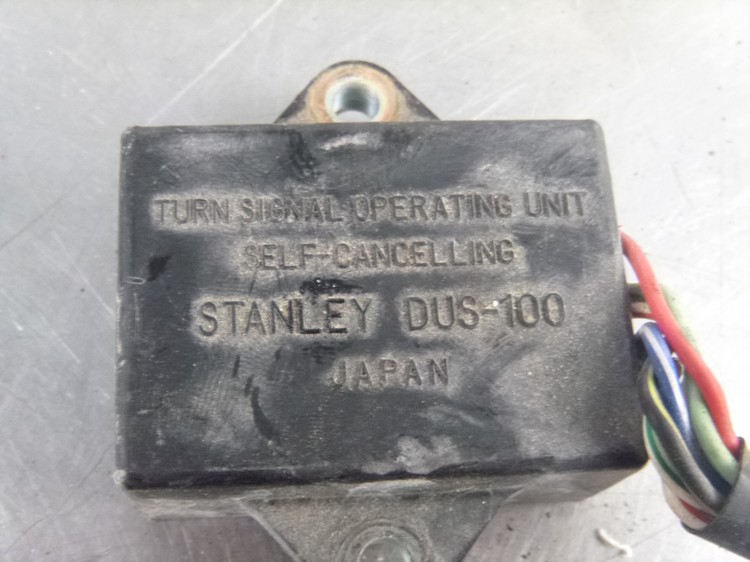 TURN SIGNAL OPERATING UNIT
SELF-CANCELLING
STANLEY DUS-100
JAPAN